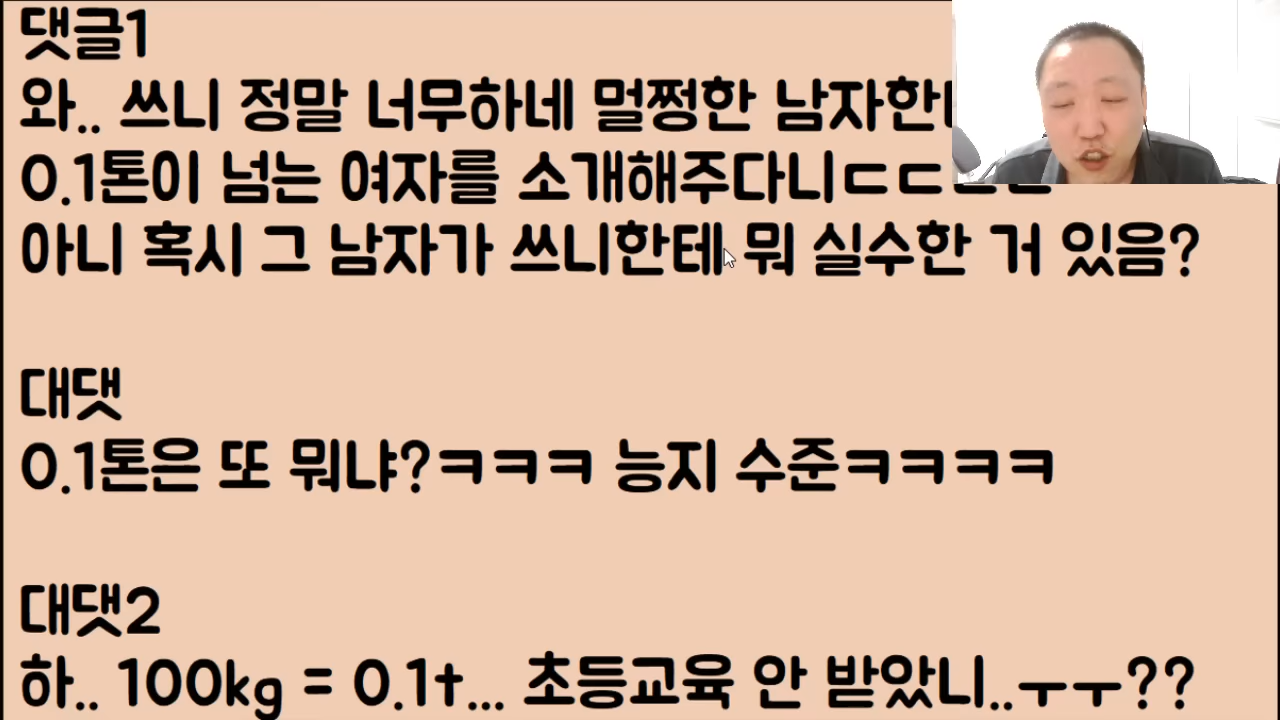 댓글1
와.. 쓰니 정말 너무하네 멀쩡한 남자한
0.1톤이 넘는 여자를 소개해주다니ㄷㄷㄷㄷ
아니 혹시 그 남자가 쓰니한테 뭐 실수한 거 있음?
대댓
0.1톤은 또 뭐냐?ㅋㅋㅋ 능지 수준ㅋㅋㅋㅋ
대댓2
하.. 100kg = 0.1t... 초등교육 안 받았니..ㅜㅜ??